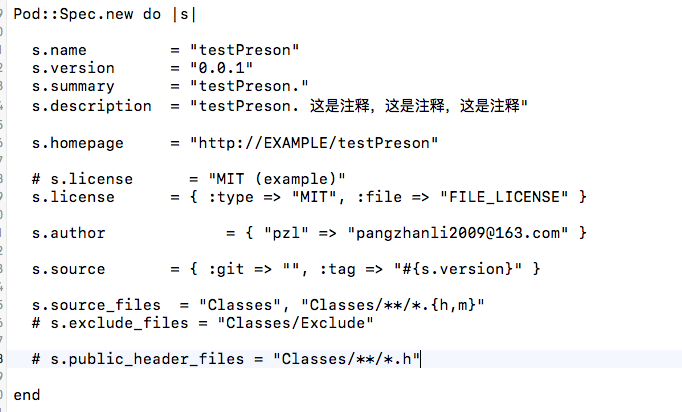 Pod::Spec.new do |s|
s.name = "testPreson"
s.version = "0.0.1"
s.summary = "testPreson."
s.description = "testPreson. 这是注释，这是注释，这是注释"
s.homepage = "http://EXAMPLE/testPreson"
# s.license = "MIT (example)"
s.license = { :type => "MIT", :file => "FILE_LICENSE" }
s.author = { "pzl" => "pangzhanli2009@163.com" }
s.source = { :git => "", :tag => "#{s.version}" }
s.source_files = "Classes", "Classes/**/*.{h,m}"
# s.exclude_files = "Classes/Exclude"
# s.public_header_files = "Classes/**/*.h"
end